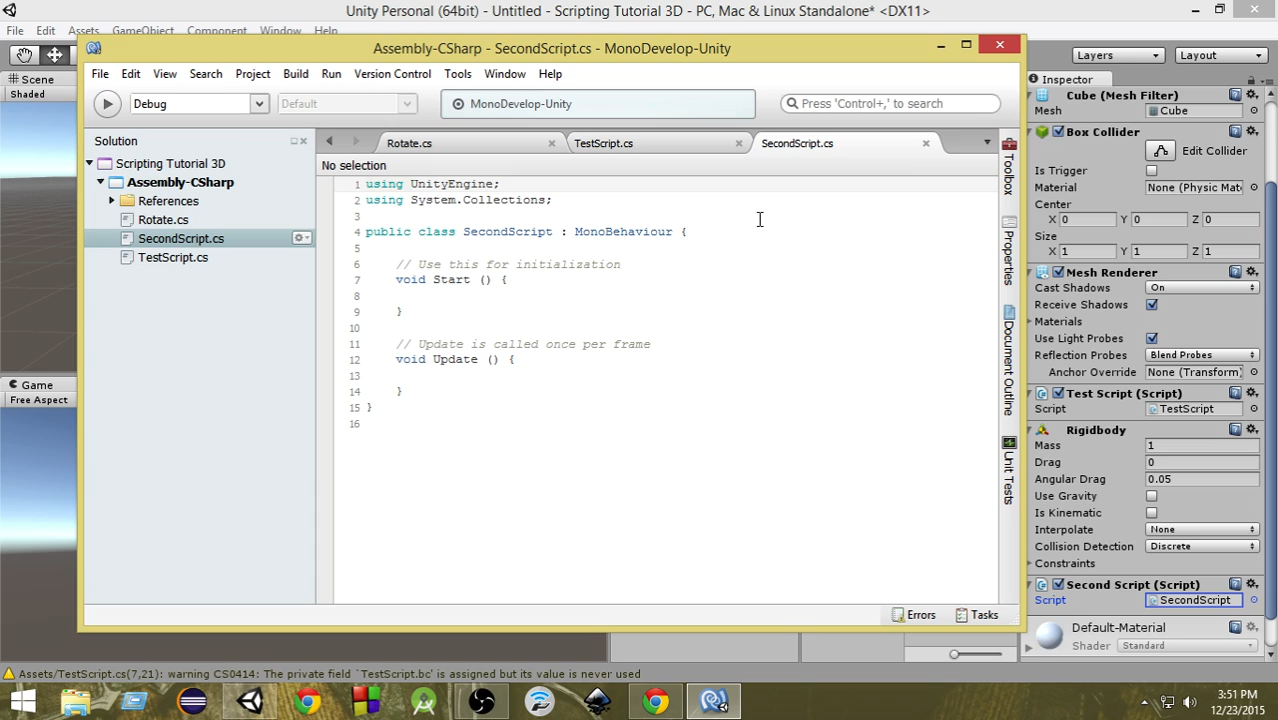 Unity Personal (64bit) - Untitled - Scripting Tutorial 3D - PC, Mac & Linux Standalone* <DX11>
File Edit Assets GameObject Component Window Help
Layers
Layout
Scene
Shaded
Game
Free Aspect
Assembly-CSharp - SecondScript.cs - MonoDevelop-Unity
File Edit View Search Project Build Run Version Control Tools Window Help
Debug
Default
MonoDevelop-Unity
Press 'Control+,' to search
Solution
Scripting Tutorial 3D
Assembly-CSharp
References
Rotate.cs
SecondScript.cs
TestScript.cs
Rotate.cs
TestScript.cs
SecondScript.cs
No selection
1 using UnityEngine;
2 using System.Collections;
3
4 public class SecondScript : MonoBehaviour {
5
6 // Use this for initialization
7 void Start () {
8
9 }
10
11 // Update is called once per frame
12 void Update () {
13
14 }
15 }
16
Toolbox
Properties
Document Outline
Unit Tests
Errors
Tasks
Inspector
Cube (Mesh Filter)
Mesh Cube
Box Collider
Edit Collider
Is Trigger
Material None (Physic Mat
Center
X 0 Y 0 Z 0
Size
X 1 Y 1 Z 1
Mesh Renderer
Cast Shadows On
Receive Shadows
Materials
Use Light Probes
Reflection Probes Blend Probes
Anchor Override None (Transform)
Test Script (Script)
Script TestScript
Rigidbody
Mass 1
Drag 0
Angular Drag 0.05
Use Gravity
Is Kinematic
Interpolate None
Collision Detection Discrete
Constraints
Second Script (Script)
Script SecondScript
Default-Material
Shader Standard
Assets/TestScript.cs(7,21): warning CS0414: The private field `TestScript.bc' is assigned but its value is never used
3:51 PM
12/23/2015